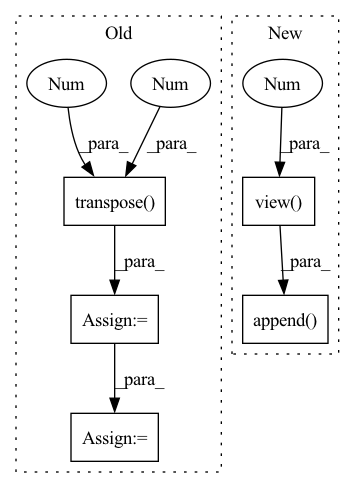 Old
New
Num
Num
Num
_para_
_para_
_para_
transpose()
view()
_para_
_para_
Assign:=
append()
_para_
Assign:=